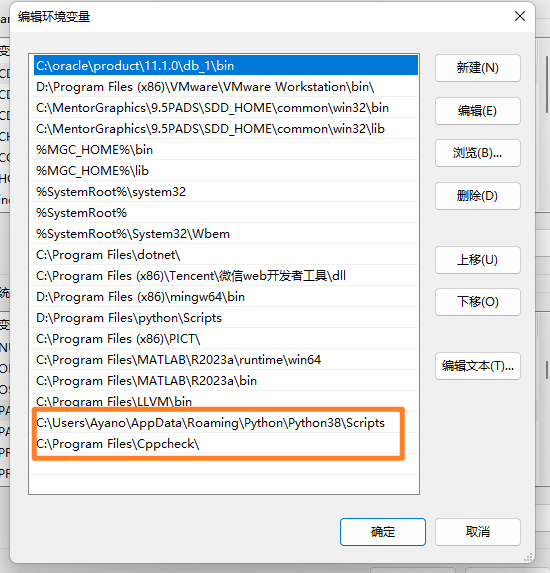 编辑环境变量
C:\oracle\product\11.1.0\db_1\bin
D:\Program Files (x86)\VMware\VMware Workstation\bin\
C:\MentorGraphics\9.5PADS\SDD_HOME\common\win32\bin
C:\MentorGraphics\9.5PADS\SDD_HOME\common\win32\lib
%MGC_HOME%\bin
%MGC_HOME%\lib
%SystemRoot%\system32
%SystemRoot%
%SystemRoot%\System32\Wbem
C:\Program Files\dotnet\
C:\Program Files (x86)\Tencent\微信web开发者工具\dll
D:\Program Files (x86)\mingw64\bin
D:\Program Files\python\Scripts
C:\Program Files (x86)\PICT\
C:\Program Files\MATLAB\R2023a\runtime\win64
C:\Program Files\MATLAB\R2023a\bin
C:\Program Files\LLVM\bin
C:\Users\Ayano\AppData\Roaming\Python\Python38\Scripts
C:\Program Files\Cppcheck\
新建(N)
编辑(E)
浏览(B)...
删除(D)
上移(U)
下移(O)
编辑文本(T)...
确定
取消